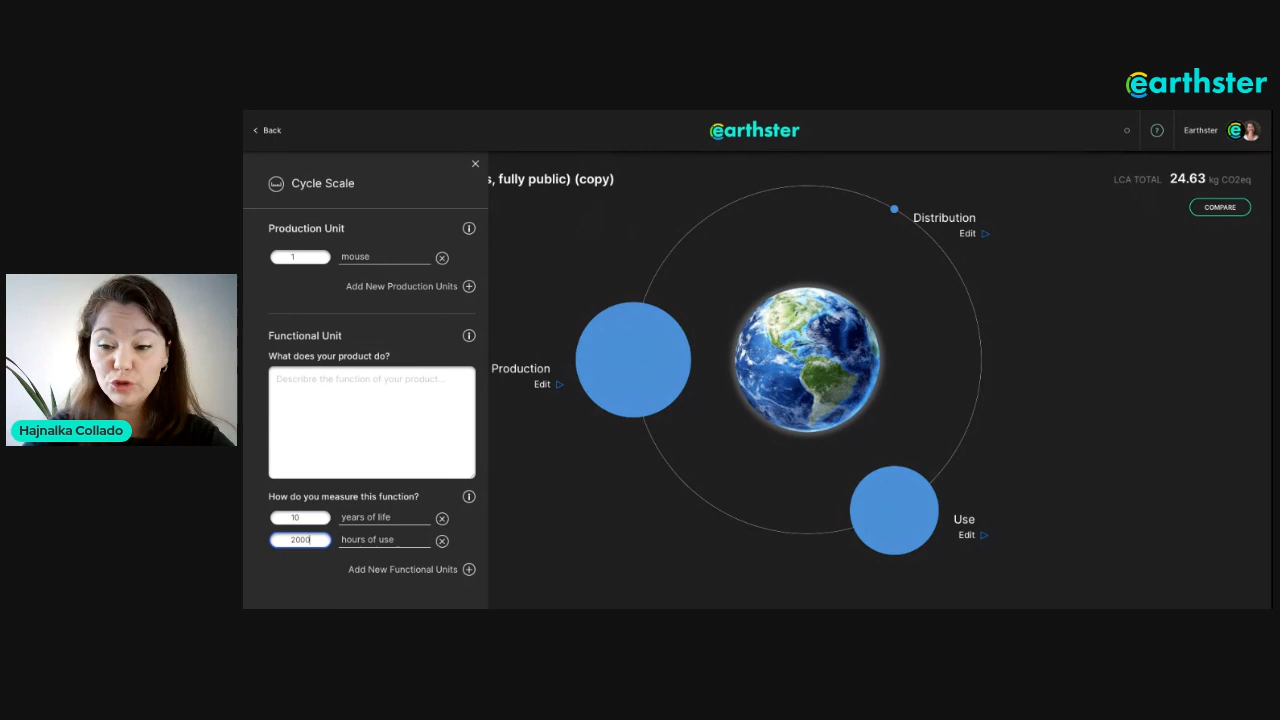 earthster
Back
earthster
?
Earthster
e
Cycle Scale
s, fully public) (copy)
LCA TOTAL 24.63 kg CO2eq
COMPARE
Production Unit
1 mouse
Add New Production Units
Distribution
Edit
Functional Unit
What does your product do?
Describre the function of your product...
Production
Edit
Hajnalka Collado
How do you measure this function?
10 years of life
2000 hours of use
Add New Functional Units
Use
Edit